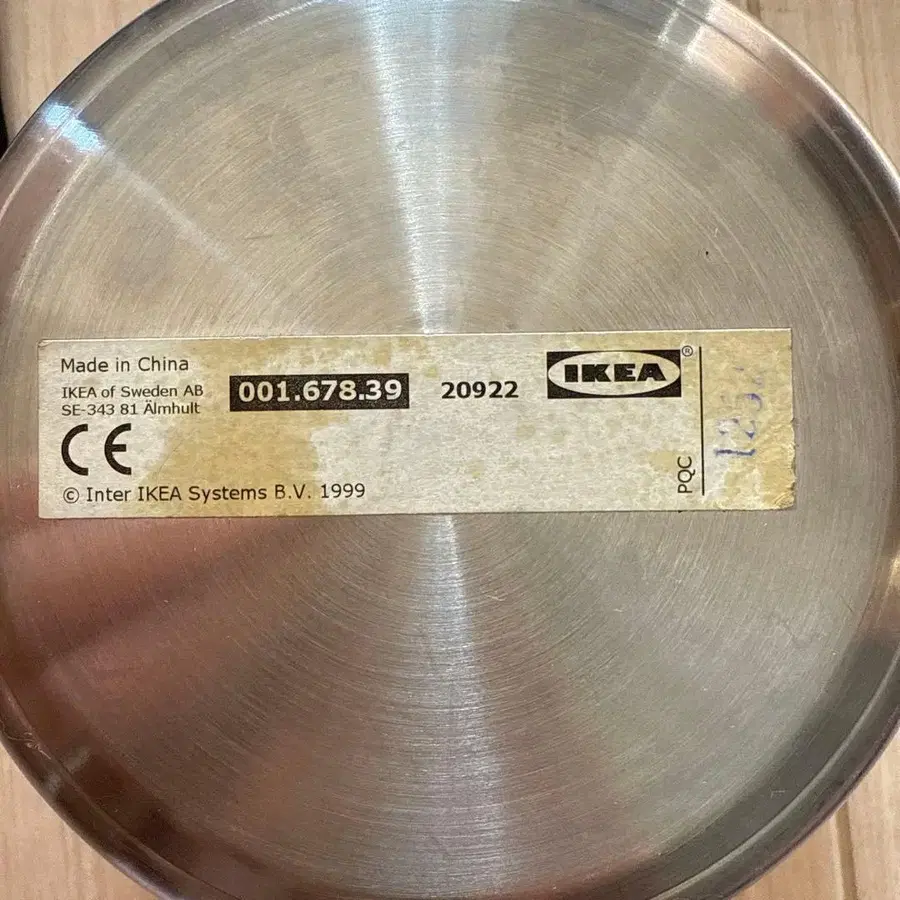 Made in China
IKEA of Sweden AB
SE-343 81 Älmhult
001.678.39
20922
IKEA ®
CE
© Inter IKEA Systems B.V. 1999
PQC